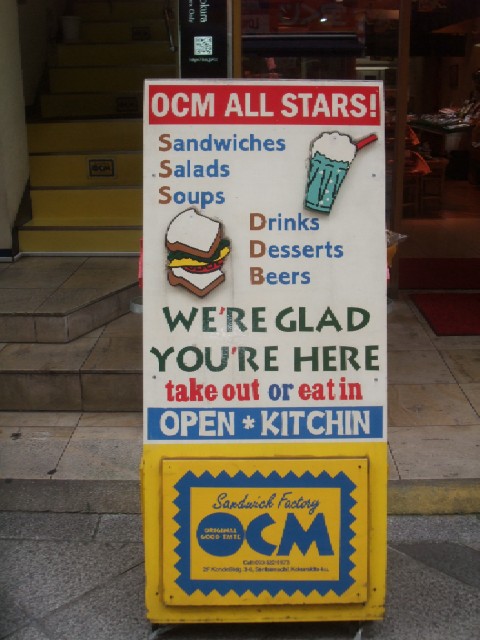 OCM ALL STARS!
Sandwiches
Salads
Soups
Drinks
Desserts
Beers
WE'RE GLAD
YOU'RE HERE
take out or eat in
OPEN * KITCHIN
Sandwich Factory
ORIGINAL
GOOD TASTE
OCM